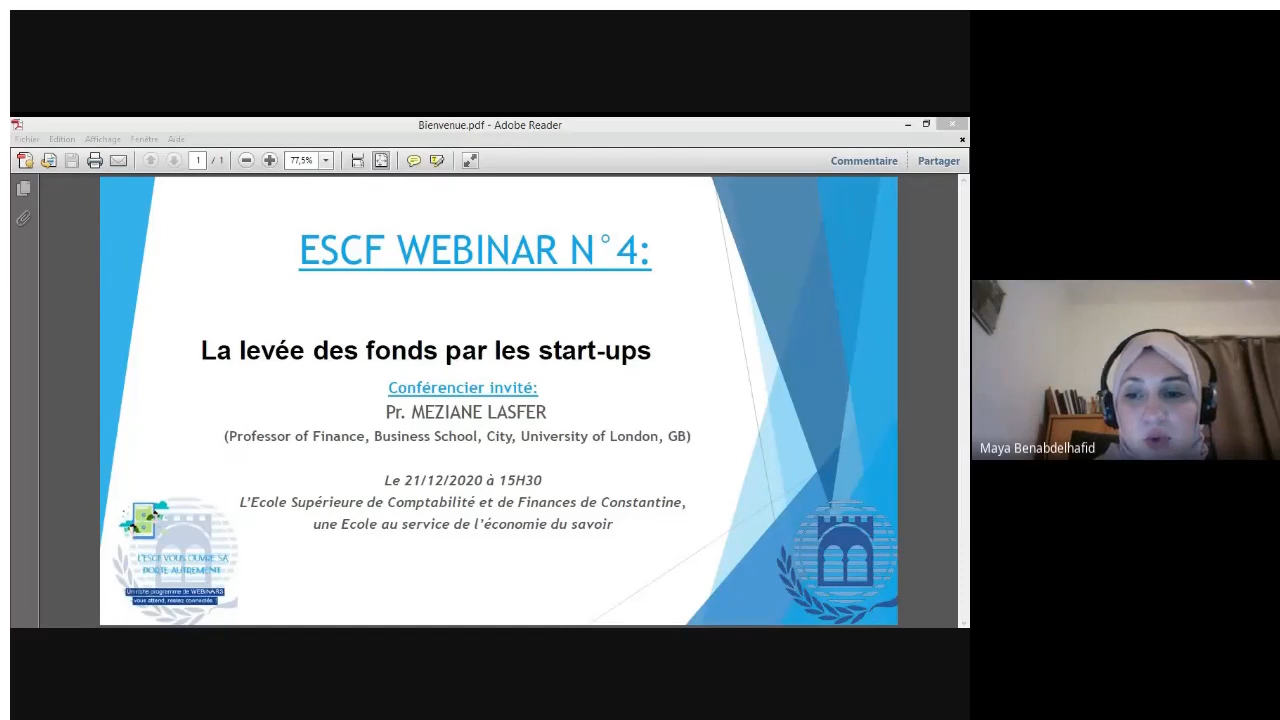 Bienvenue.pdf - Adobe Reader
Fichier Edition Affichage Fenêtre Aide
1 / 1 77,5% Commentaire Partager
ESCF WEBINAR N°4:
La levée des fonds par les start-ups
Conférencier invité:
Pr. MEZIANE LASFER
(Professor of Finance, Business School, City, University of London, GB)
Le 21/12/2020 à 15H30
L'Ecole Supérieure de Comptabilité et de Finances de Constantine,
une Ecole au service de l'économie du savoir
L'ESCF VOUS OUVRE SA
PORTE AUTREMENT
Un riche programme de WEBINARS
vous attend, restez connectés
Maya Benabdelhafid